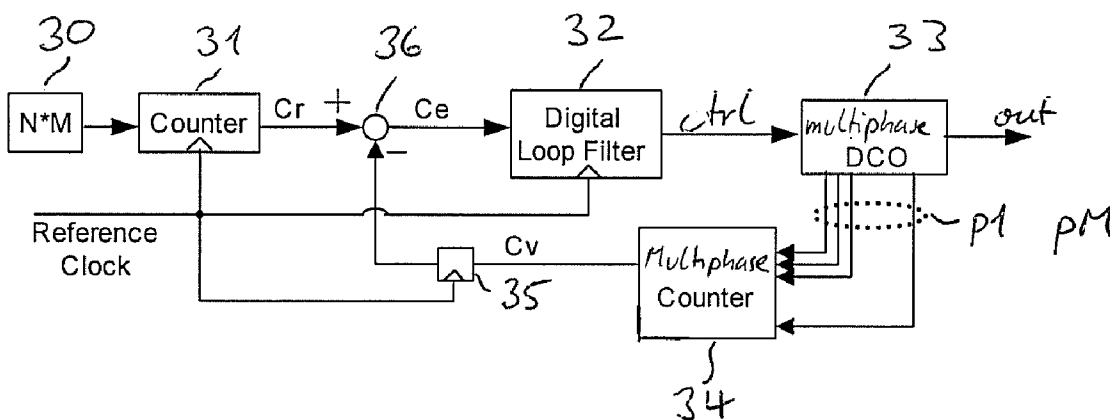 30
31
36
32
33
N*M
Counter
Cr
+
-
Ce
Digital
Loop Filter
ctrl
multiphase
DCO
out
p1 pM
Reference
Clock
Cv
35
Multiphase
Counter
34